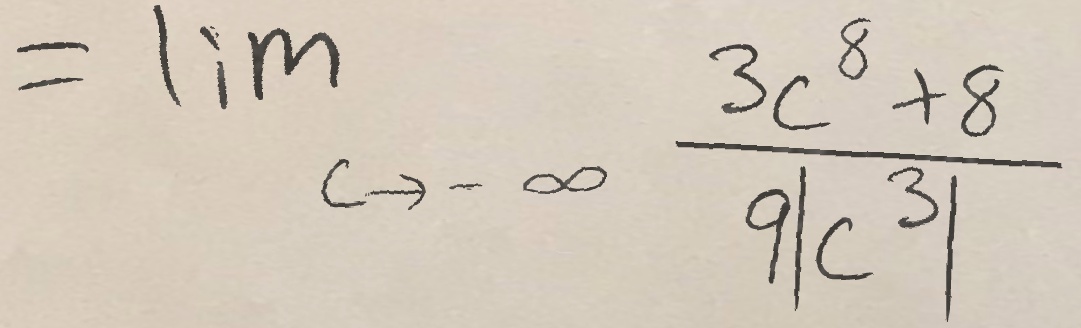 = lim c→-∞ (3c^8+8)/(9|c^3|)